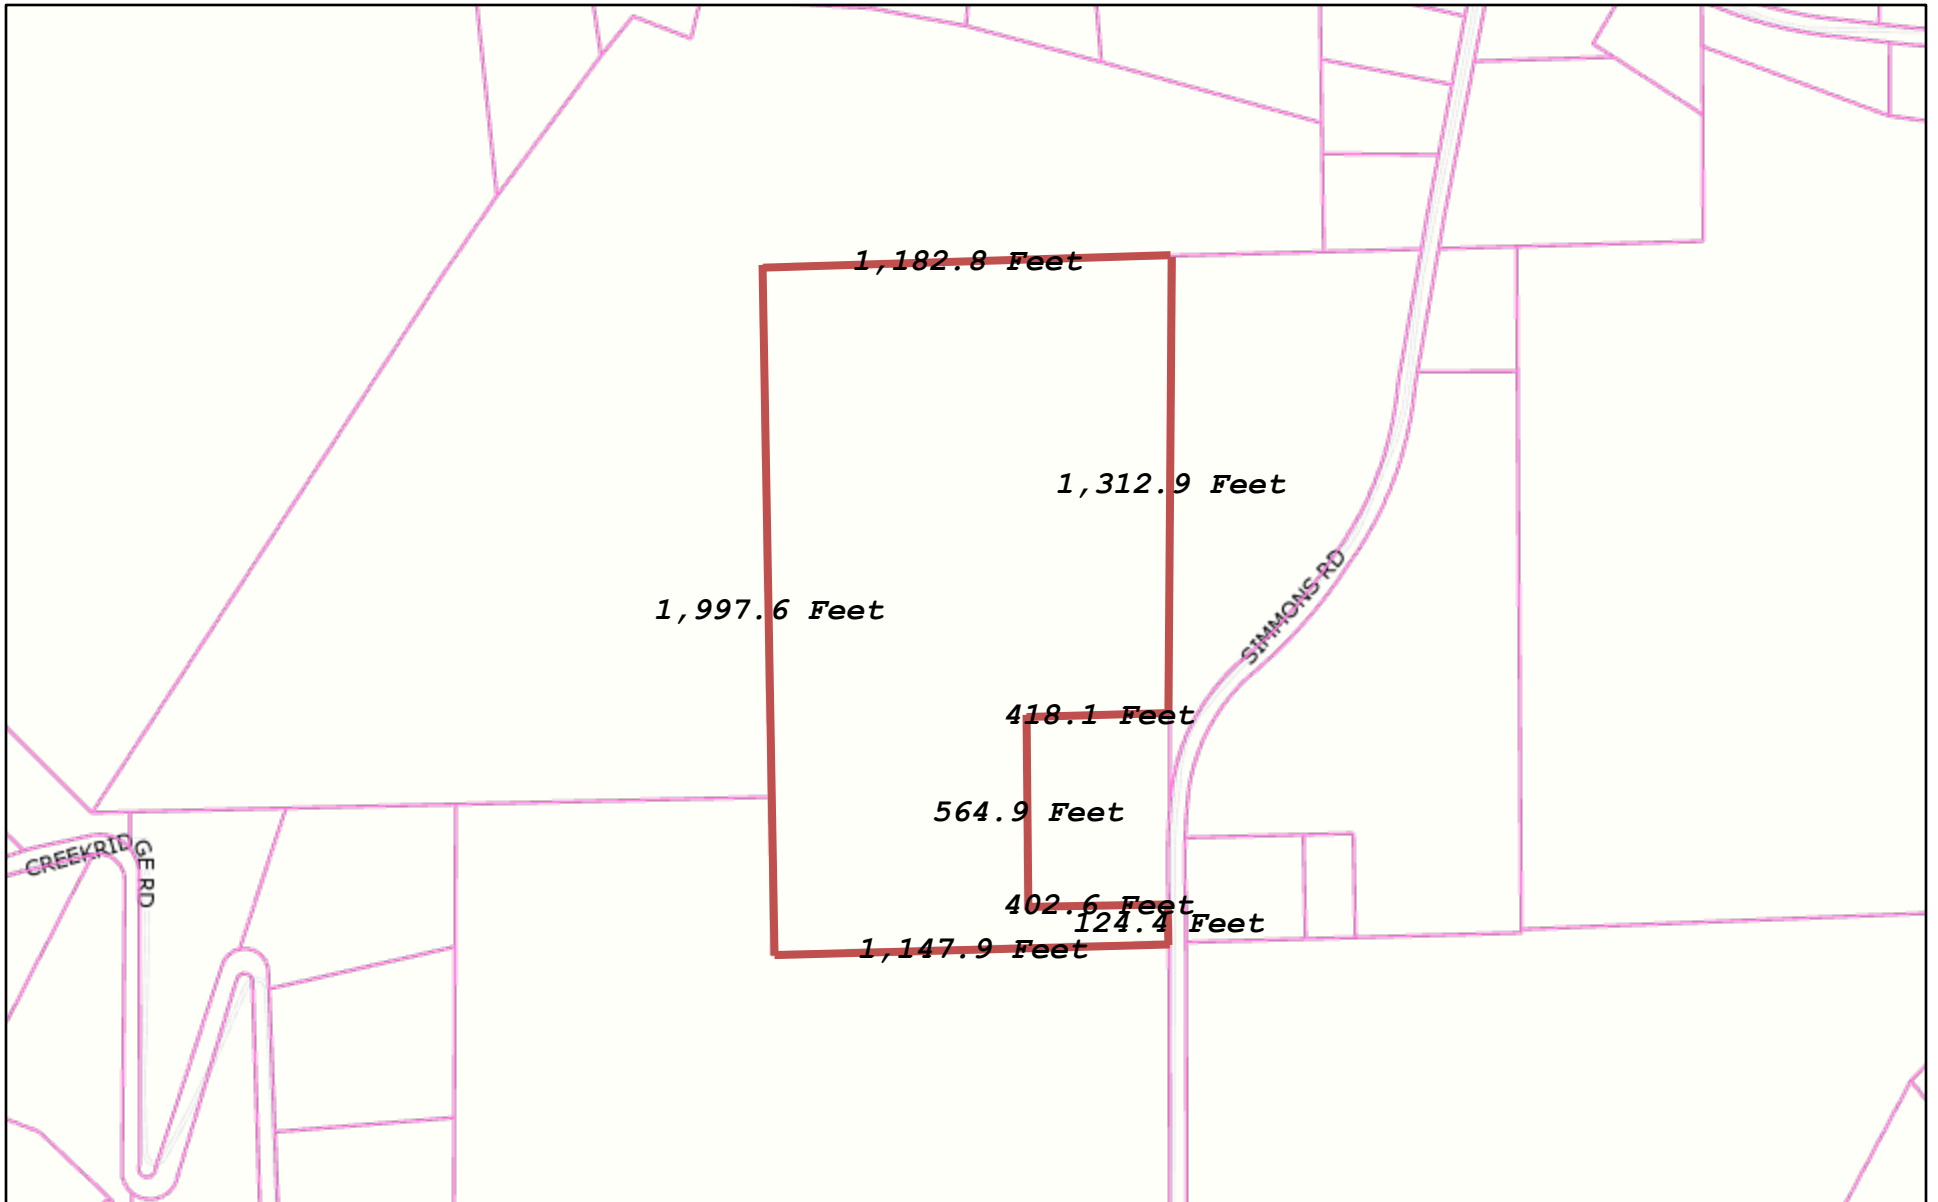 1,182.8 Feet
1,312.9 Feet
SIMMONS RD
1,997.6 Feet
418.1 Feet
564.9 Feet
CREEKRIDGE RD
402.6 Feet
124.4 Feet
1,147.9 Feet